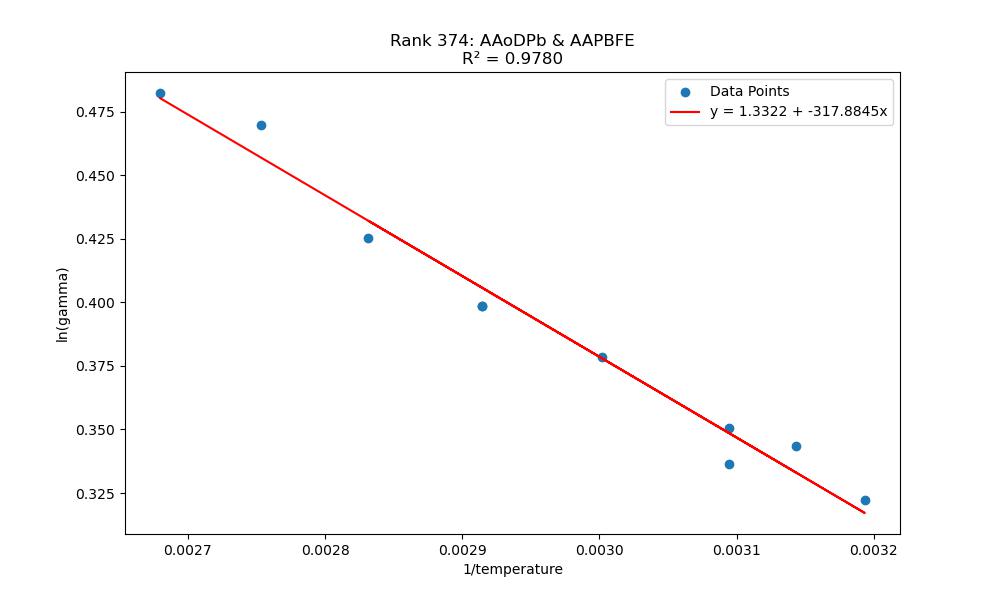 Rank 374: AAoDPb & AAPBFE
R² = 0.9780
Data Points
y = 1.3322 + -317.8845x
ln(gamma)
0.475
0.450
0.425
0.400
0.375
0.350
0.325
0.0027 0.0028 0.0029 0.0030 0.0031 0.0032
1/temperature